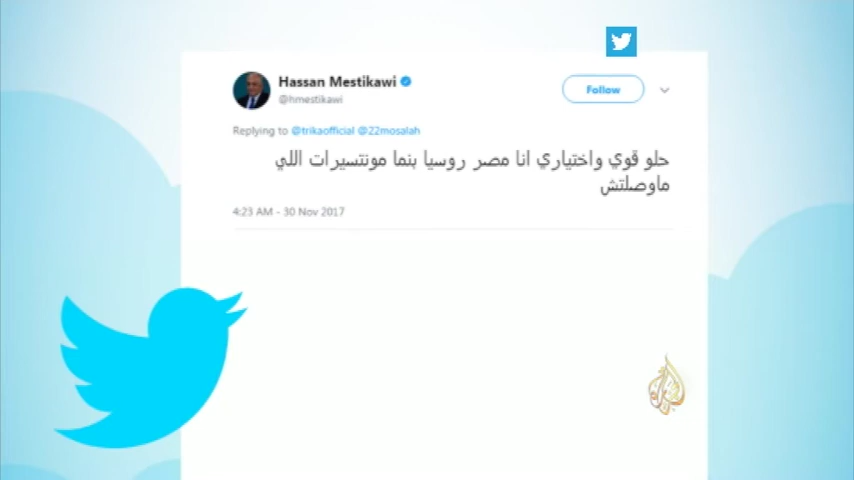 Hassan Mestikawi
@hmestikawi
Follow
Replying to @trikaofficial @22mosalah
حلو قوي واختياري انا مصر روسيا بنما مونتسيرات اللي
ماوصلتش
4:23 AM - 30 Nov 2017
الجزيرة